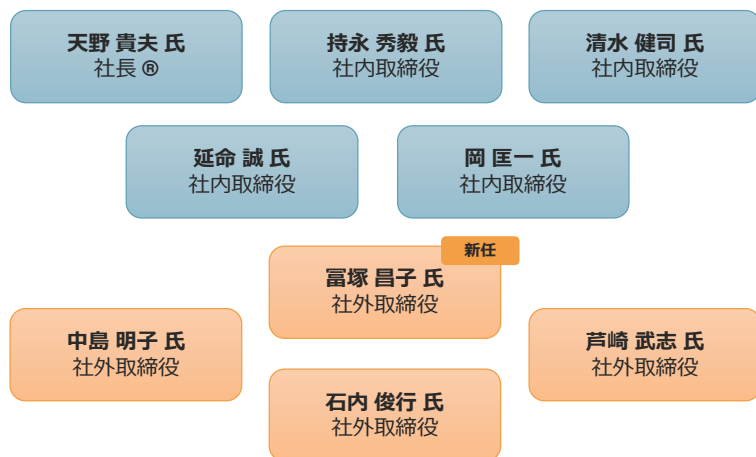 天野 貴夫 氏
社長 ®
持永 秀毅 氏
社内取締役
清水 健司 氏
社内取締役
延命 誠 氏
社内取締役
岡 匡一 氏
社内取締役
新任
冨塚 昌子 氏
社外取締役
中島 明子 氏
社外取締役
芦崎 武志 氏
社外取締役
石内 俊行 氏
社外取締役